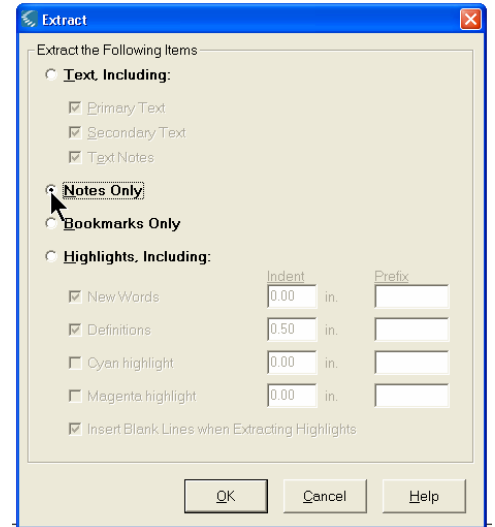 Extract
Extract the Following Items
Text, Including:
Primary Text
Secondary Text
Text Notes
Notes Only
Bookmarks Only
Highlights, Including:
Indent Prefix
New Words 0.00 in.
Definitions 0.50 in.
Cyan highlight 0.00 in.
Magenta highlight 0.00 in.
Insert Blank Lines when Extracting Highlights
OK Cancel Help